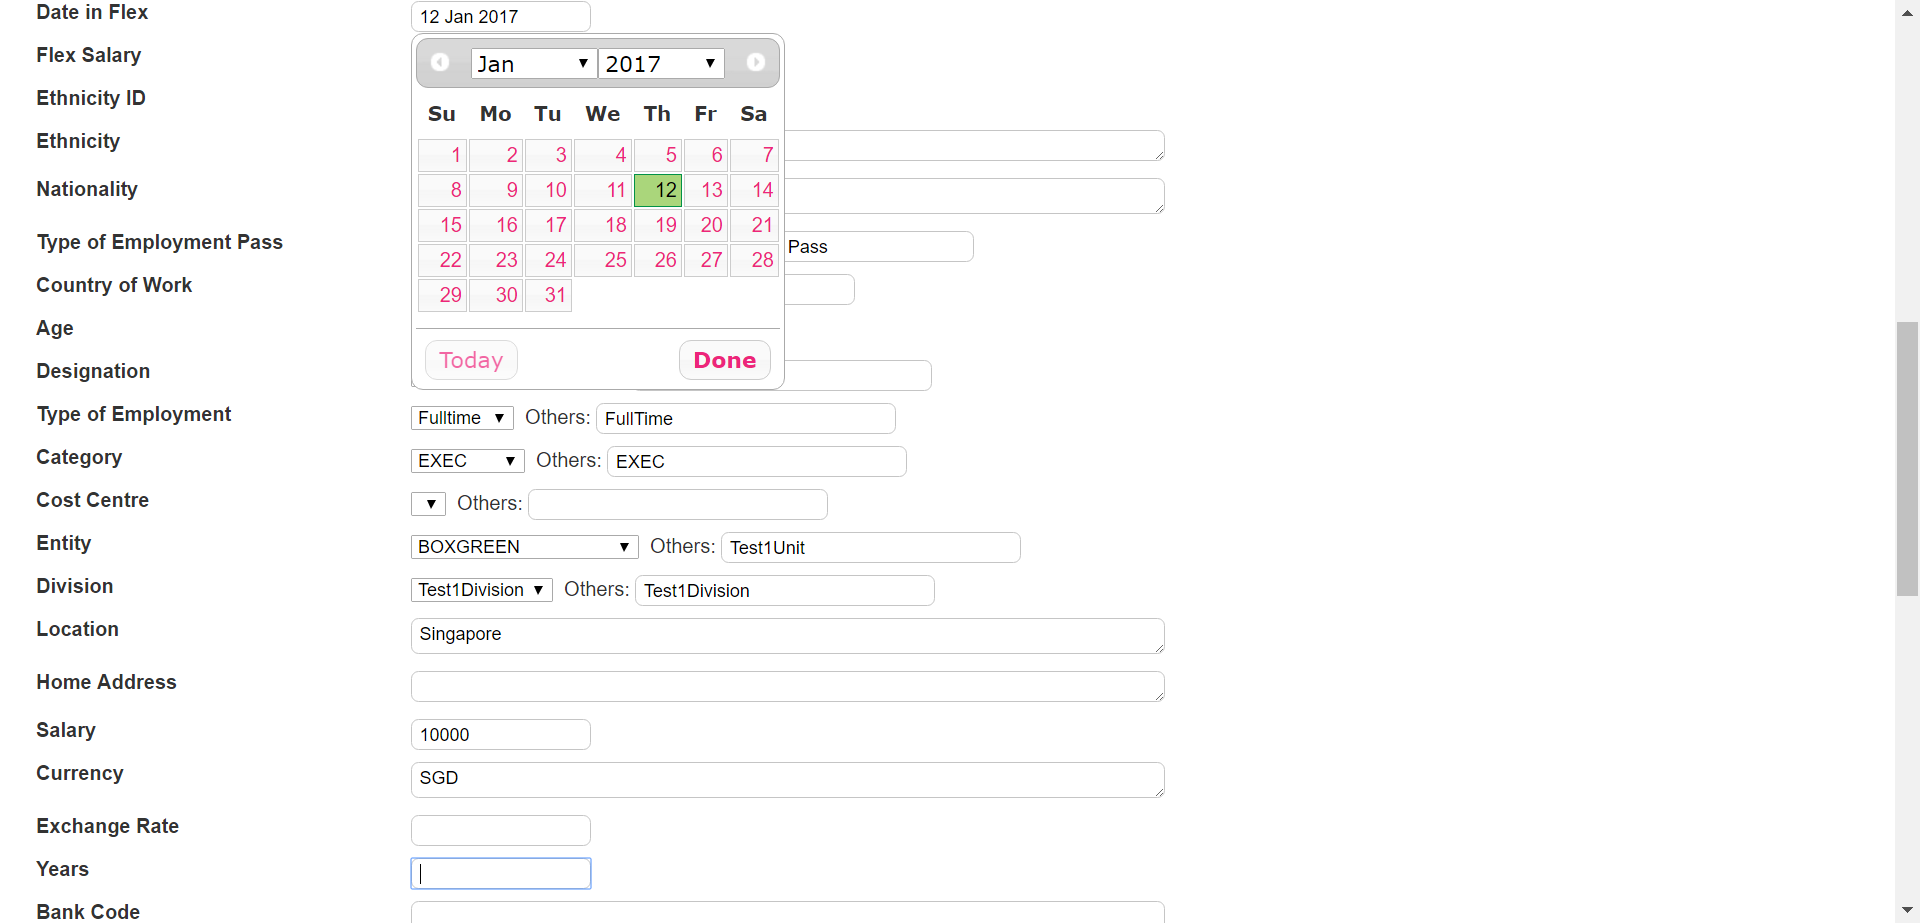 Date in Flex 12 Jan 2017
Flex Salary
Jan 2017
Ethnicity ID
Su Mo Tu We Th Fr Sa
Ethnicity
1 2 3 4 5 6 7
Nationality
8 9 10 11 12 13 14
15 16 17 18 19 20 21
Type of Employment Pass Pass
22 23 24 25 26 27 28
Country of Work
29 30 31
Age
Today Done
Designation
Type of Employment Fulltime Others: FullTime
Category EXEC Others: EXEC
Cost Centre Others:
Entity BOXGREEN Others: Test1Unit
Division Test1Division Others: Test1Division
Location Singapore
Home Address
Salary 10000
Currency SGD
Exchange Rate
Years
Bank Code